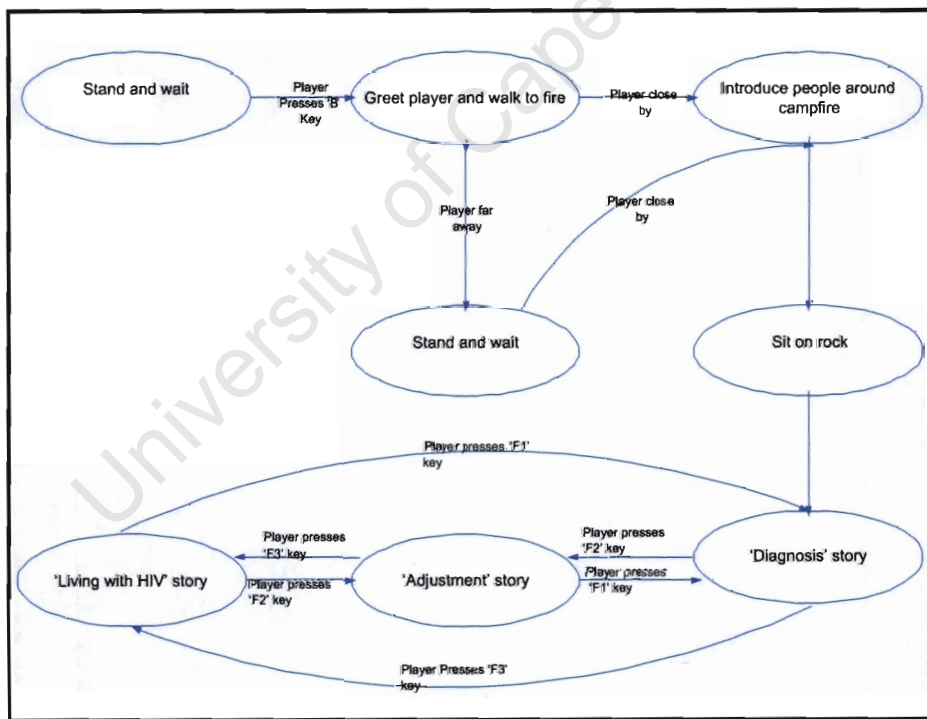 Stand and wait
Player
Presses 'B'
Key
Greet player and walk to fire
Player close
by
Introduce people around
campfire
Player far
away
Player close
by
Stand and wait
Sit on rock
Player presses 'F1'
key
'Living with HIV' story
Player presses
'F3' key
Player presses
'F2' key
'Adjustment' story
Player presses
'F2' key
Player presses
'F1' key
'Diagnosis' story
Player Presses 'F3'
key
University of Cape